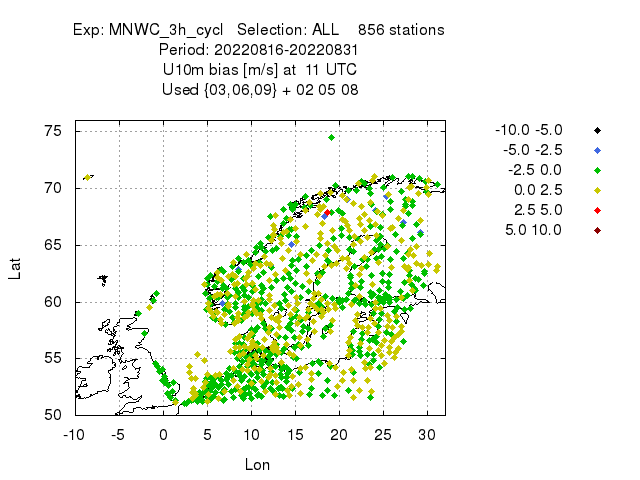 Exp: MNWC_3h_cycl   Selection: ALL    856 stations
Period: 20220816-20220831
U10m bias [m/s] at  11 UTC
Used {03,06,09} + 02 05 08
75
70
65
60
55
50
-10 -5 0 5 10 15 20 25 30
Lat
Lon
-10.0 -5.0
-5.0 -2.5
-2.5 0.0
0.0 2.5
2.5 5.0
5.0 10.0